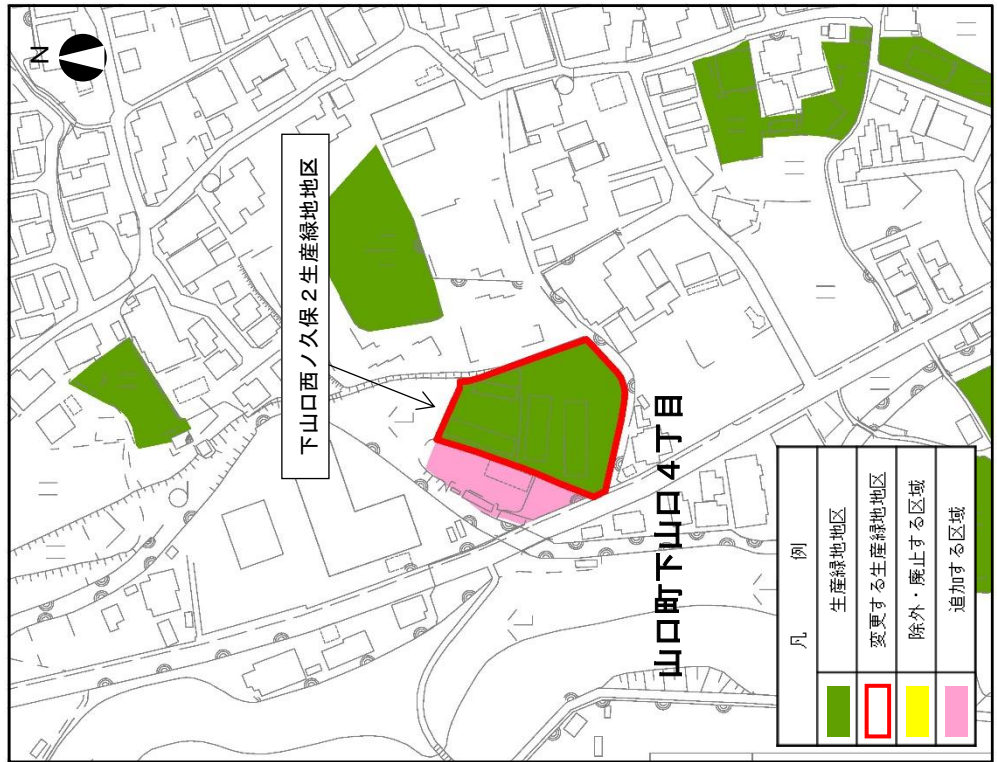 N
下山口西ノ久保2生産緑地地区
山口町下山口4丁目
凡 例
生産緑地地区
変更する生産緑地地区
除外・廃止する区域
追加する区域